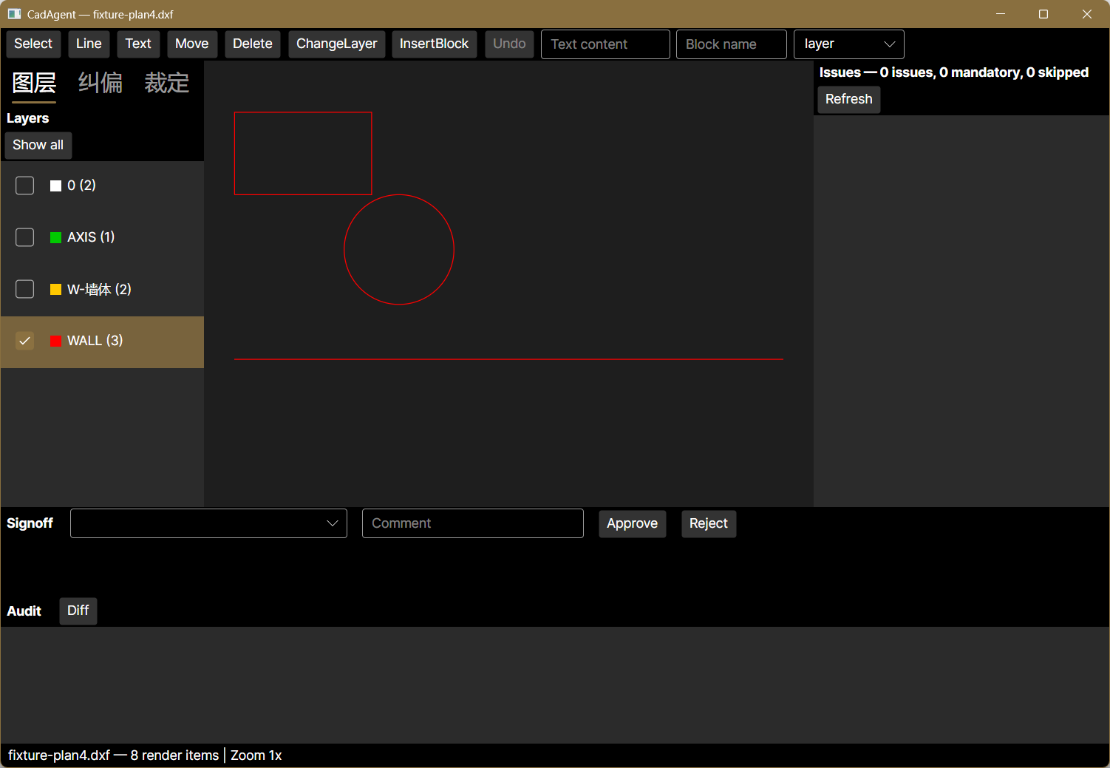 CadAgent — fixture-plan4.dxf
Select Line Text Move Delete ChangeLayer InsertBlock Undo Text content Block name layer
图层 纠偏 裁定
Issues — 0 issues, 0 mandatory, 0 skipped
Refresh
Layers
Show all
0 (2)
AXIS (1)
W-墙体 (2)
WALL (3)
Signoff Comment Approve Reject
Audit Diff
fixture-plan4.dxf — 8 render items | Zoom 1x